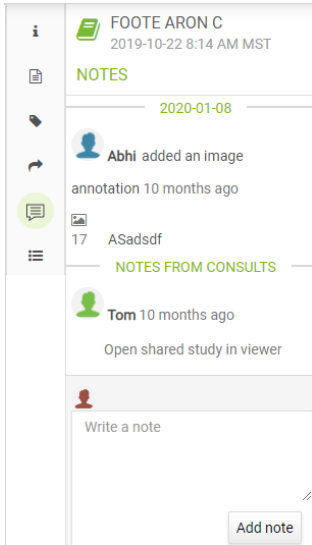 FOOTE ARON C
2019-10-22 8:14 AM MST
NOTES
2020-01-08
Abhi added an image
annotation 10 months ago
17 ASadsdf
NOTES FROM CONSULTS
Tom 10 months ago
Open shared study in viewer
Write a note
Add note